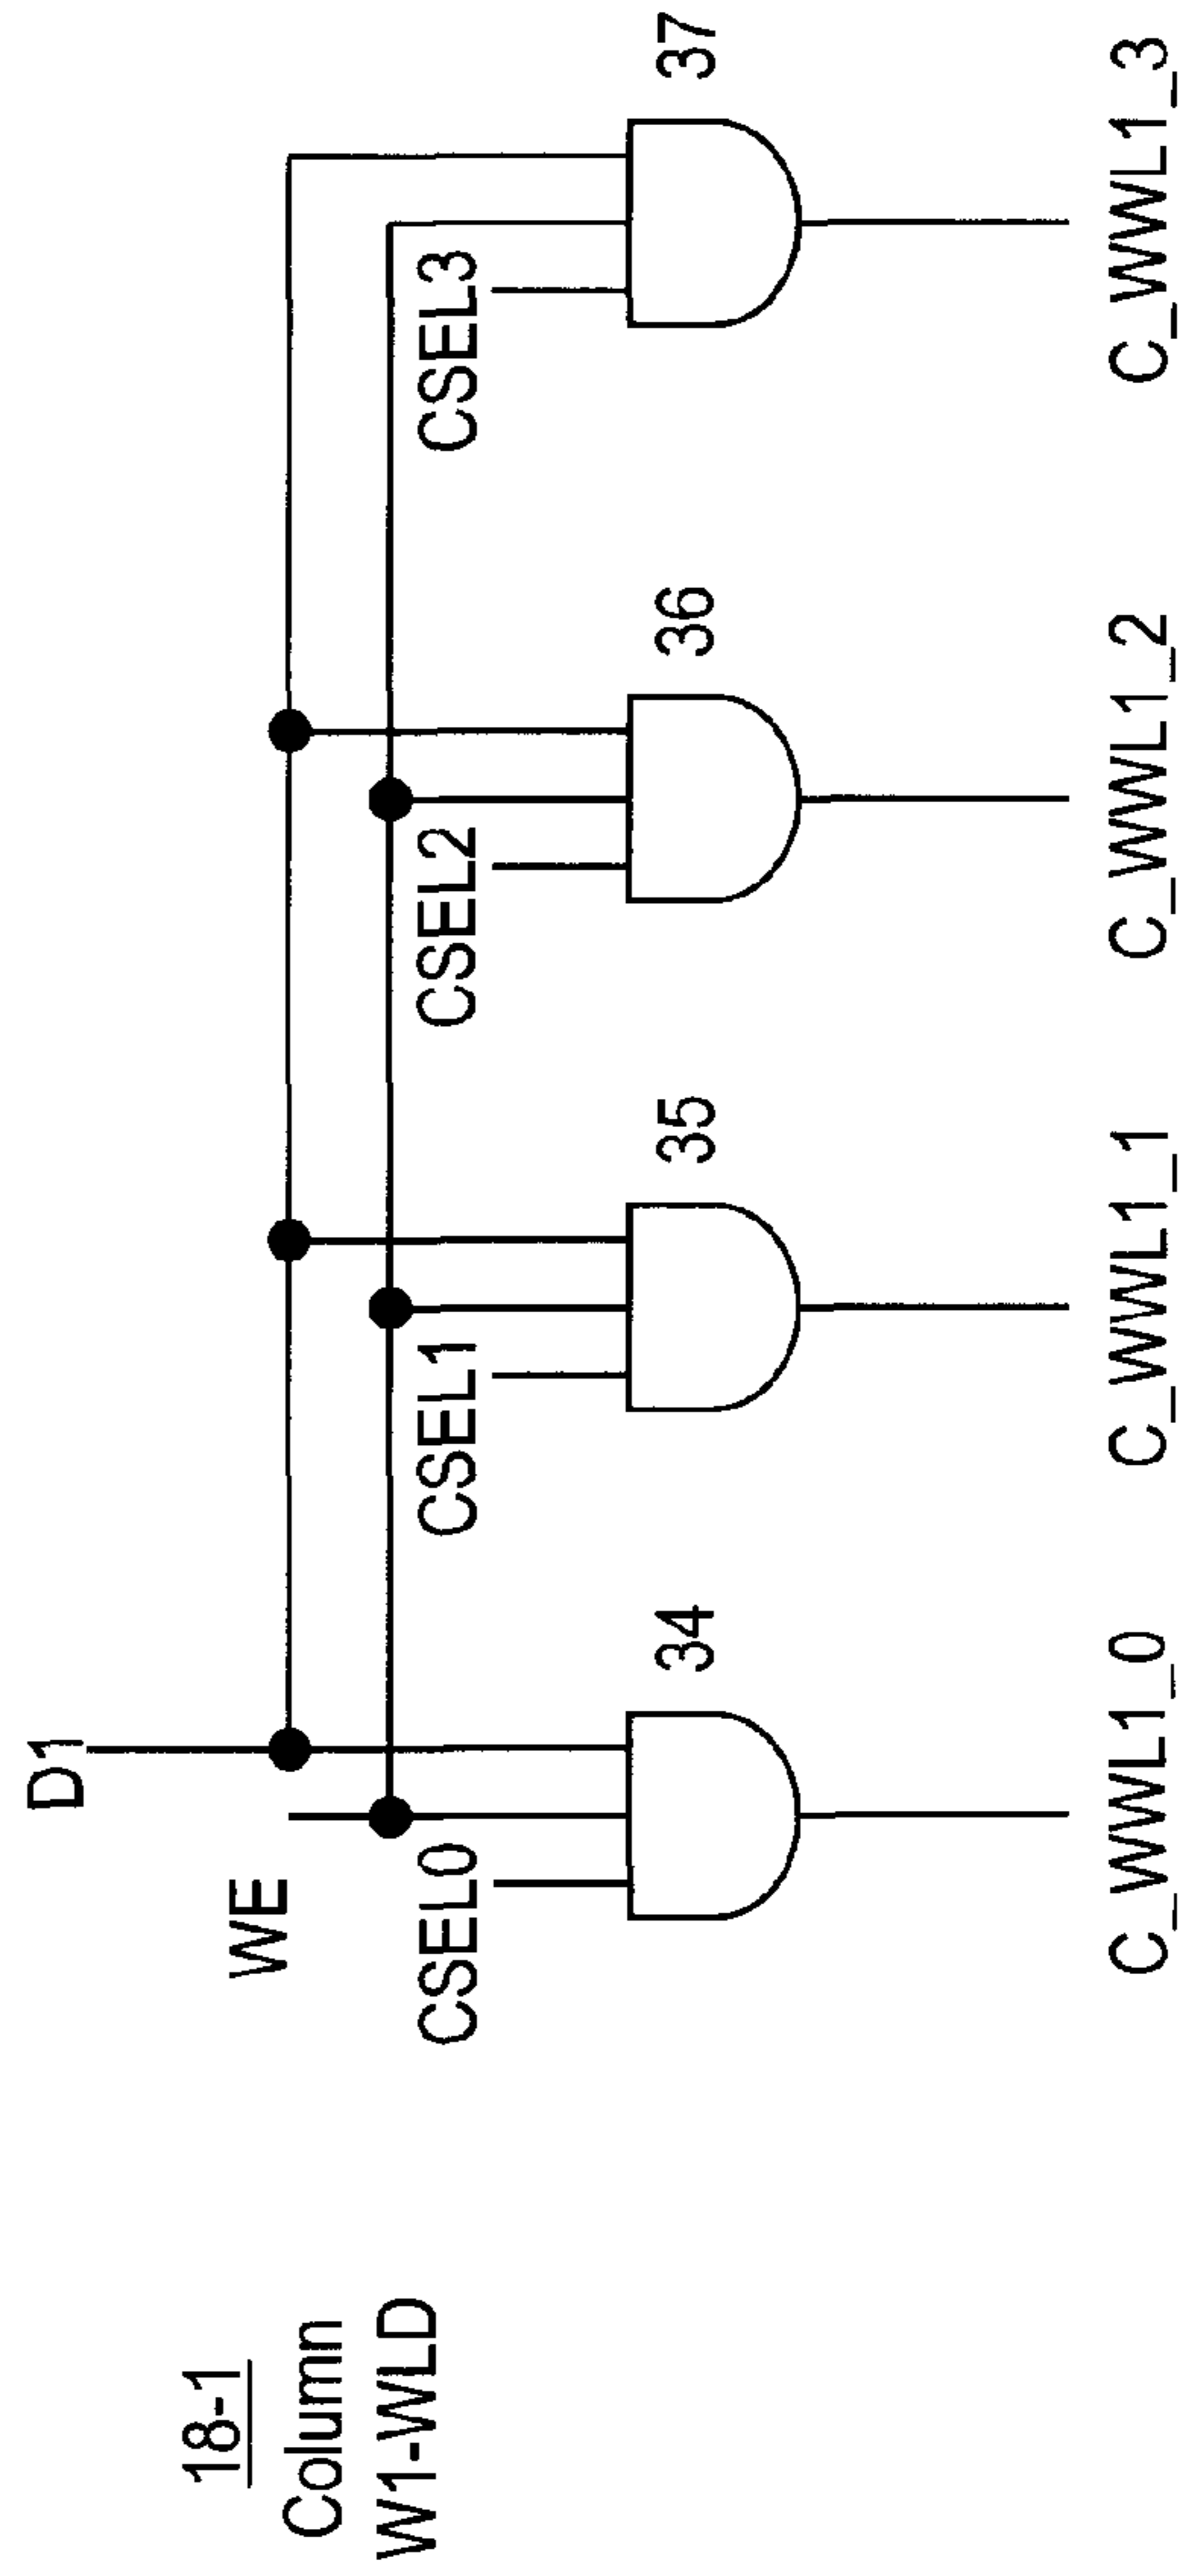 18-1
Column
W1-WLD
D1
WE
CSEL0
CSEL1
CSEL2
CSEL3
34
35
36
37
C_WWL1_0
C_WWL1_1
C_WWL1_2
C_WWL1_3